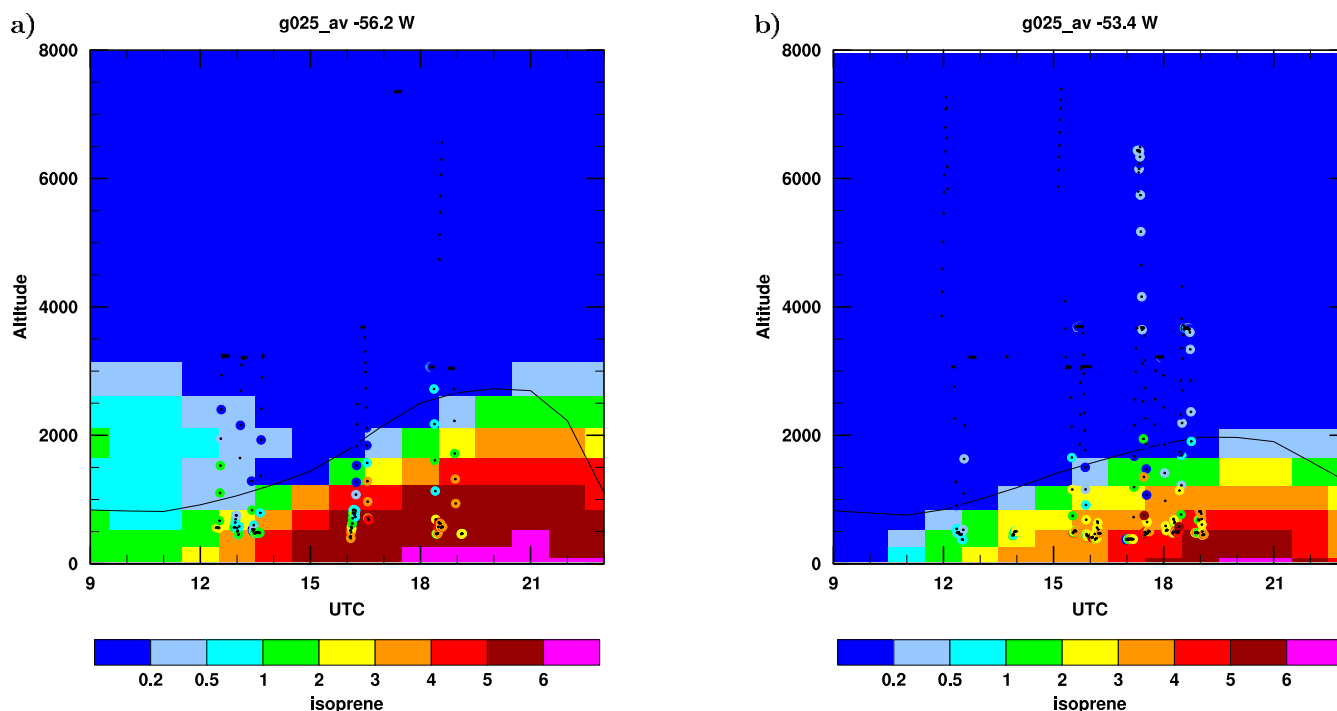 a)
g025_av -56.2 W
8000
6000
4000
2000
0
Altitude
9 12 15 18 21
UTC
0.2 0.5 1 2 3 4 5 6
isoprene
b)
g025_av -53.4 W
8000
6000
4000
2000
0
Altitude
9 12 15 18 21
UTC
0.2 0.5 1 2 3 4 5 6
isoprene